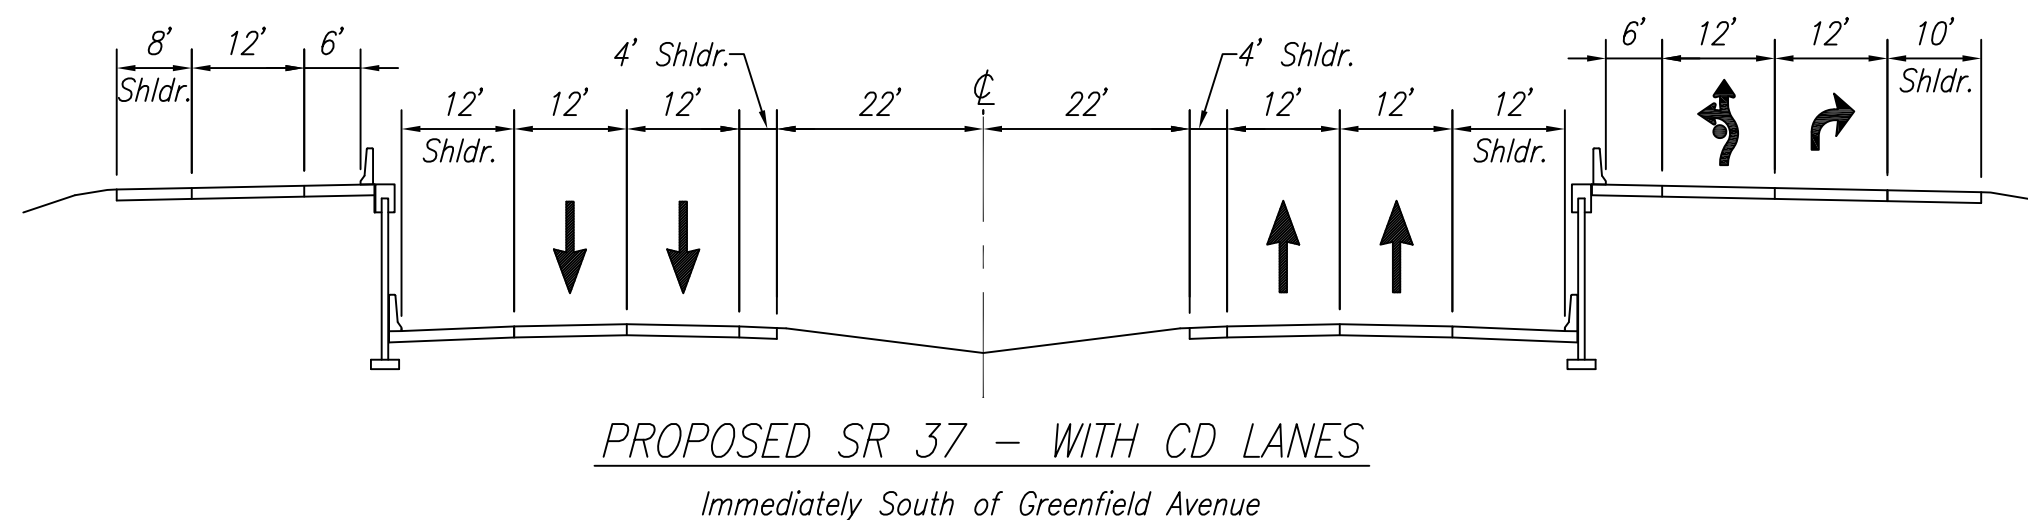 8' 12' 6'
Shldr.
4' Shldr.
12' 12' 12' 22' ℄ 22' 12' 12' 12'
Shldr.
4' Shldr.
Shldr.
6' 12' 12' 10'
Shldr.
PROPOSED SR 37 – WITH CD LANES
Immediately South of Greenfield Avenue